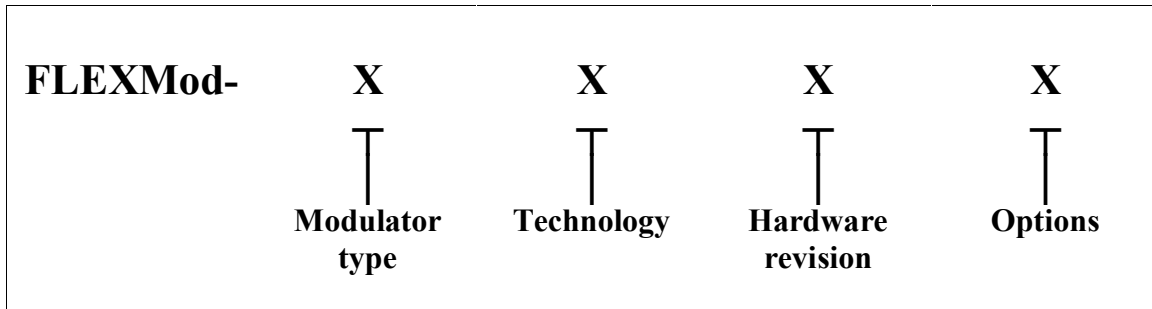 FLEXMod- X X X X
Modulator Technology Hardware Options
type revision